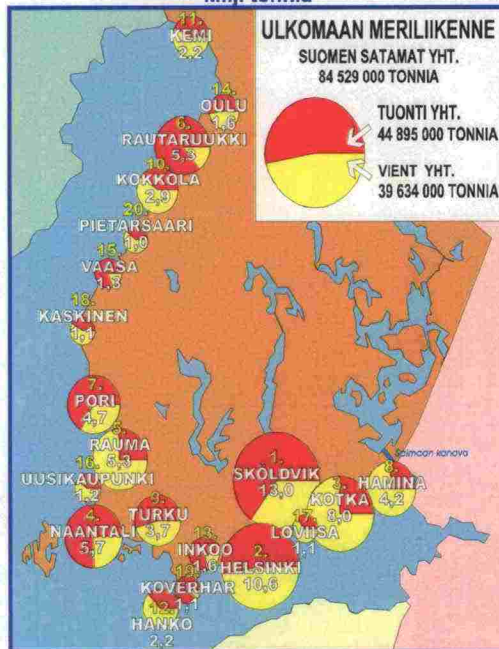 ULKOMAAN MERILIIKENNE
SUOMEN SATAMAT YHT.
84 529 000 TONNIA
TUONTI YHT.
44 895 000 TONNIA
VIENT YHT.
39 634 000 TONNIA
11.
KEMI
2,2
14.
OULU
1,6
6.
RAUTARUUKKI
5,3
10.
KOKKOLA
2,9
20.
PIETARSAARI
1,0
15.
VAASA
1,3
18.
KASKINEN
1,1
7.
PORI
4,7
5.
RAUMA
5,3
16.
UUSIKAUPUNKI
1,2
TURKU
3,7
4.
NAANTALI
5,7
1.
SKÖLDVIK
13,0
3.
KOTKA
8,0
8.
HAMINA
4,2
Saimaan kanava
17.
LOVIISA
1,1
13.
INKOO
1,6
2.
HELSINKI
10,6
19.
KOVERHAR
1,1
12.
HANKO
2,2